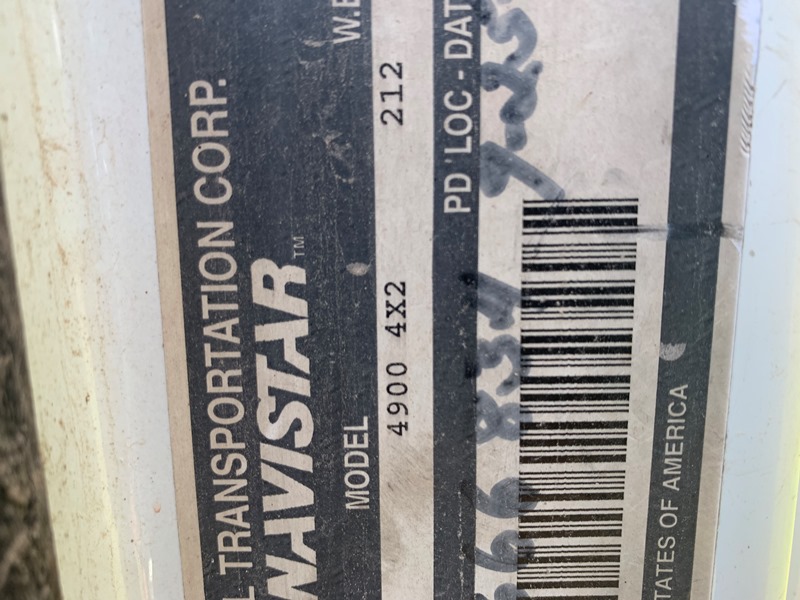 L TRANSPORTATION CORP.
NAVISTAR™
MODEL W.B
4900 4X2 212
PD LOC - DAT
TATES OF AMERICA